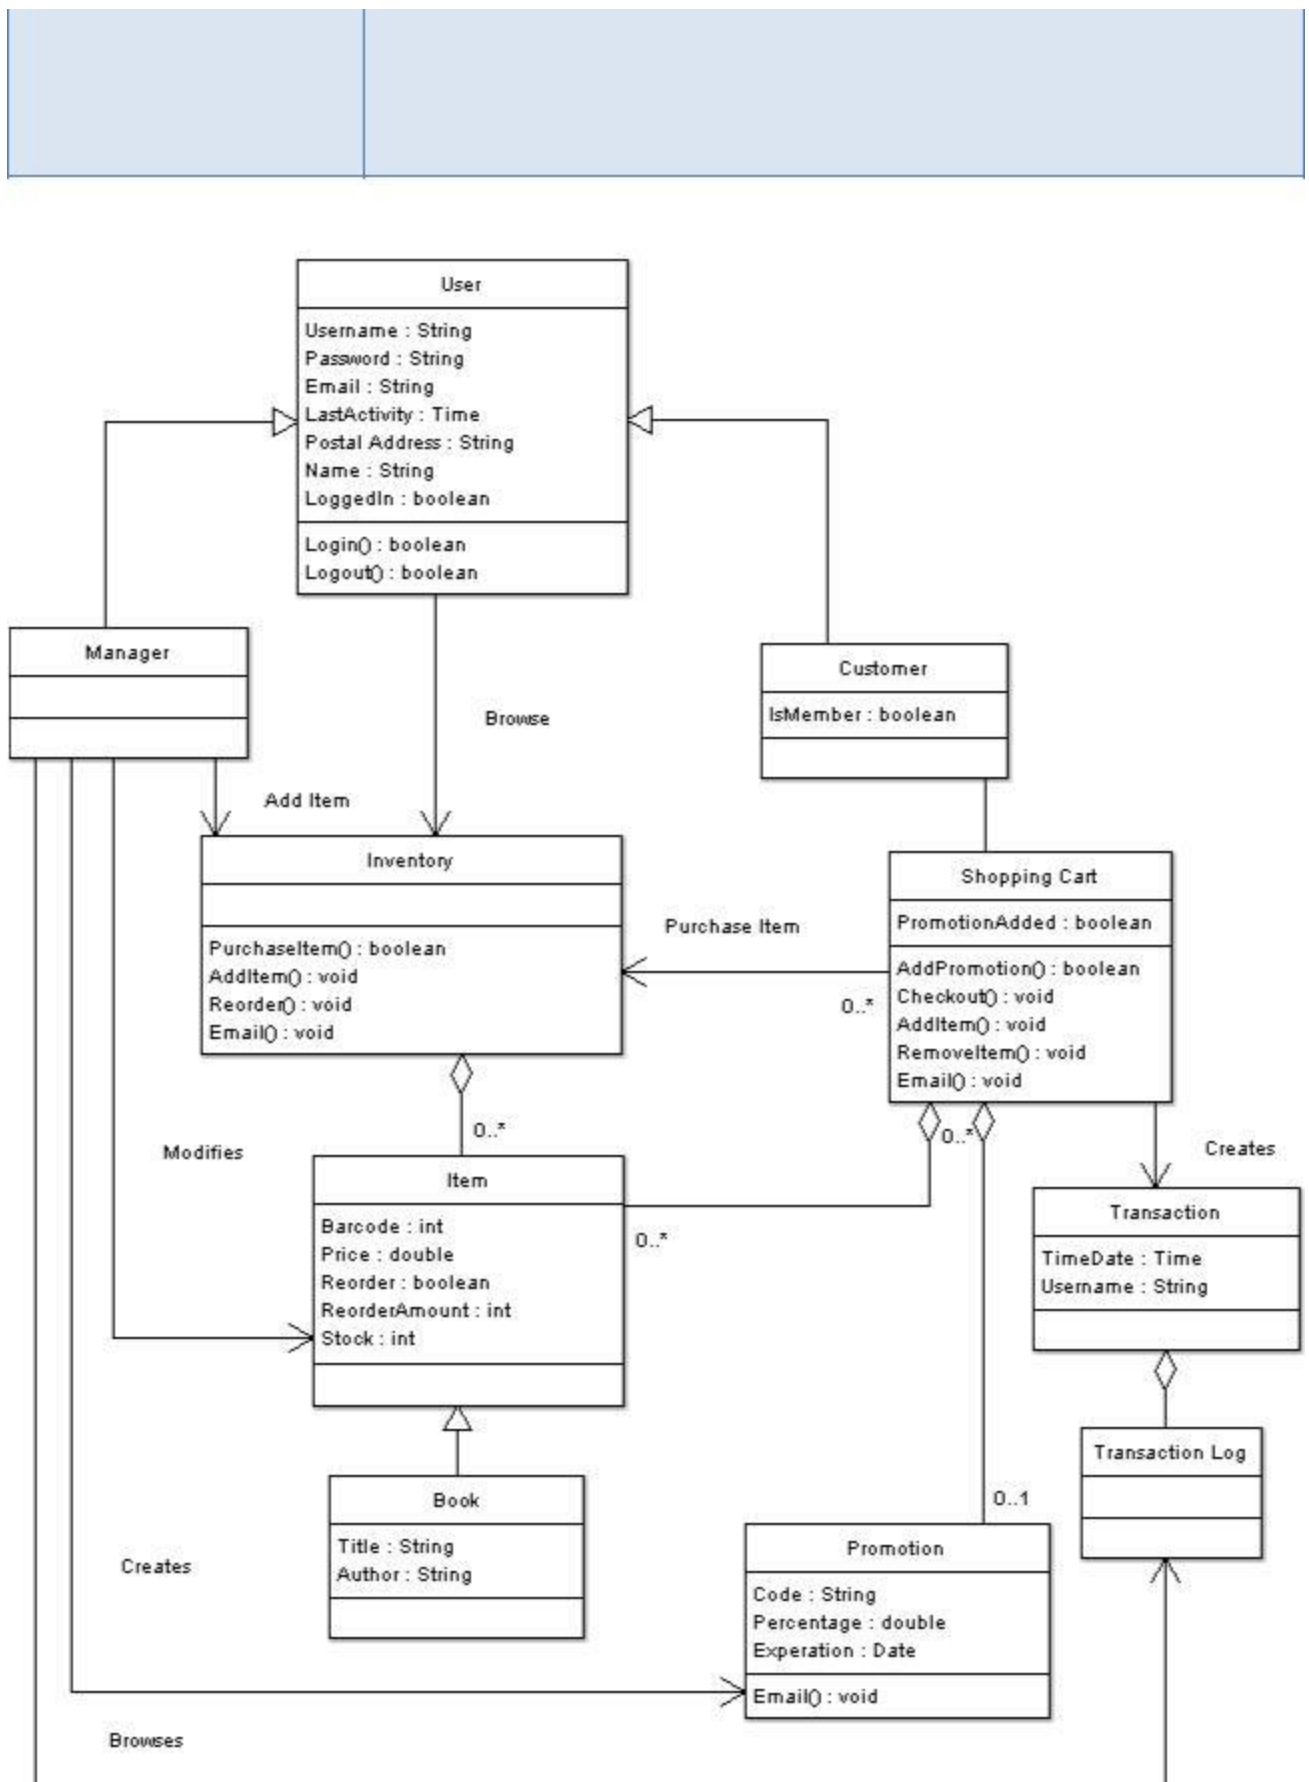 User
Username : String
Password : String
Email : String
LastActivity : Time
Postal Address : String
Name : String
LoggedIn : boolean
Login() : boolean
Logout() : boolean
Manager
Customer
IsMember : boolean
Browse
Add Item
Inventory
PurchaseItem() : boolean
AddItem() : void
Reorder() : void
Email() : void
Purchase Item
0..*
Shopping Cart
PromotionAdded : boolean
AddPromotion() : boolean
Checkout() : void
AddItem() : void
RemoveItem() : void
Email() : void
0..*
0..*
Creates
Modifies
Item
Barcode : int
Price : double
Reorder : boolean
ReorderAmount : int
Stock : int
0..*
Transaction
TimeDate : Time
Username : String
Transaction Log
Book
Title : String
Author : String
0..1
Creates
Promotion
Code : String
Percentage : double
Experation : Date
Email() : void
Browses